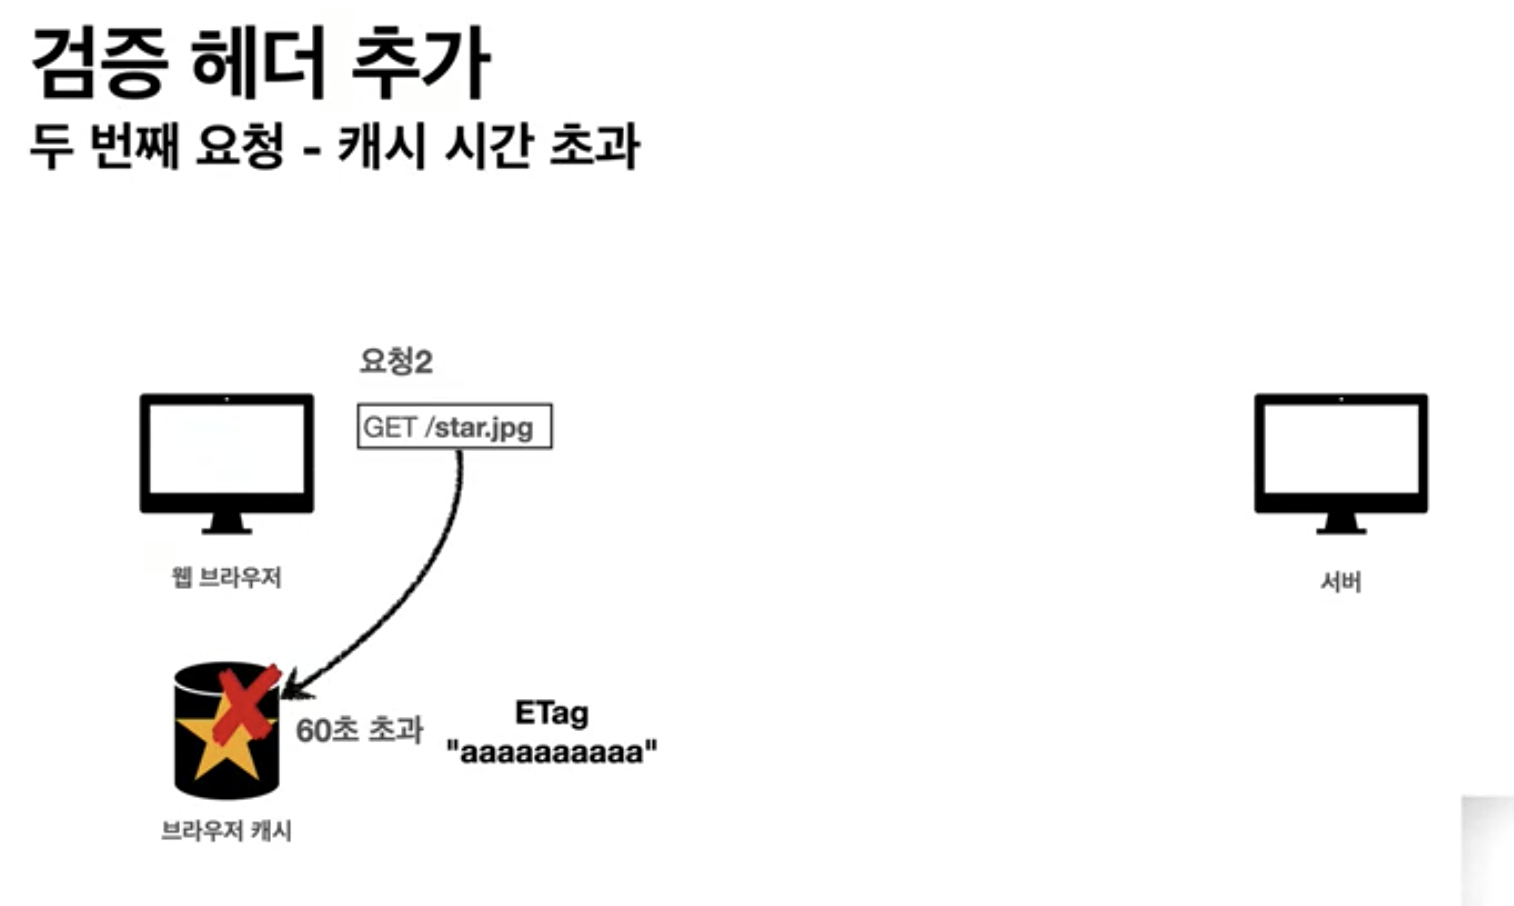 검증 헤더 추가
두 번째 요청 - 캐시 시간 초과
요청2
GET /star.jpg
웹 브라우저
서버
60초 초과
ETag
"aaaaaaaaaa"
브라우저 캐시